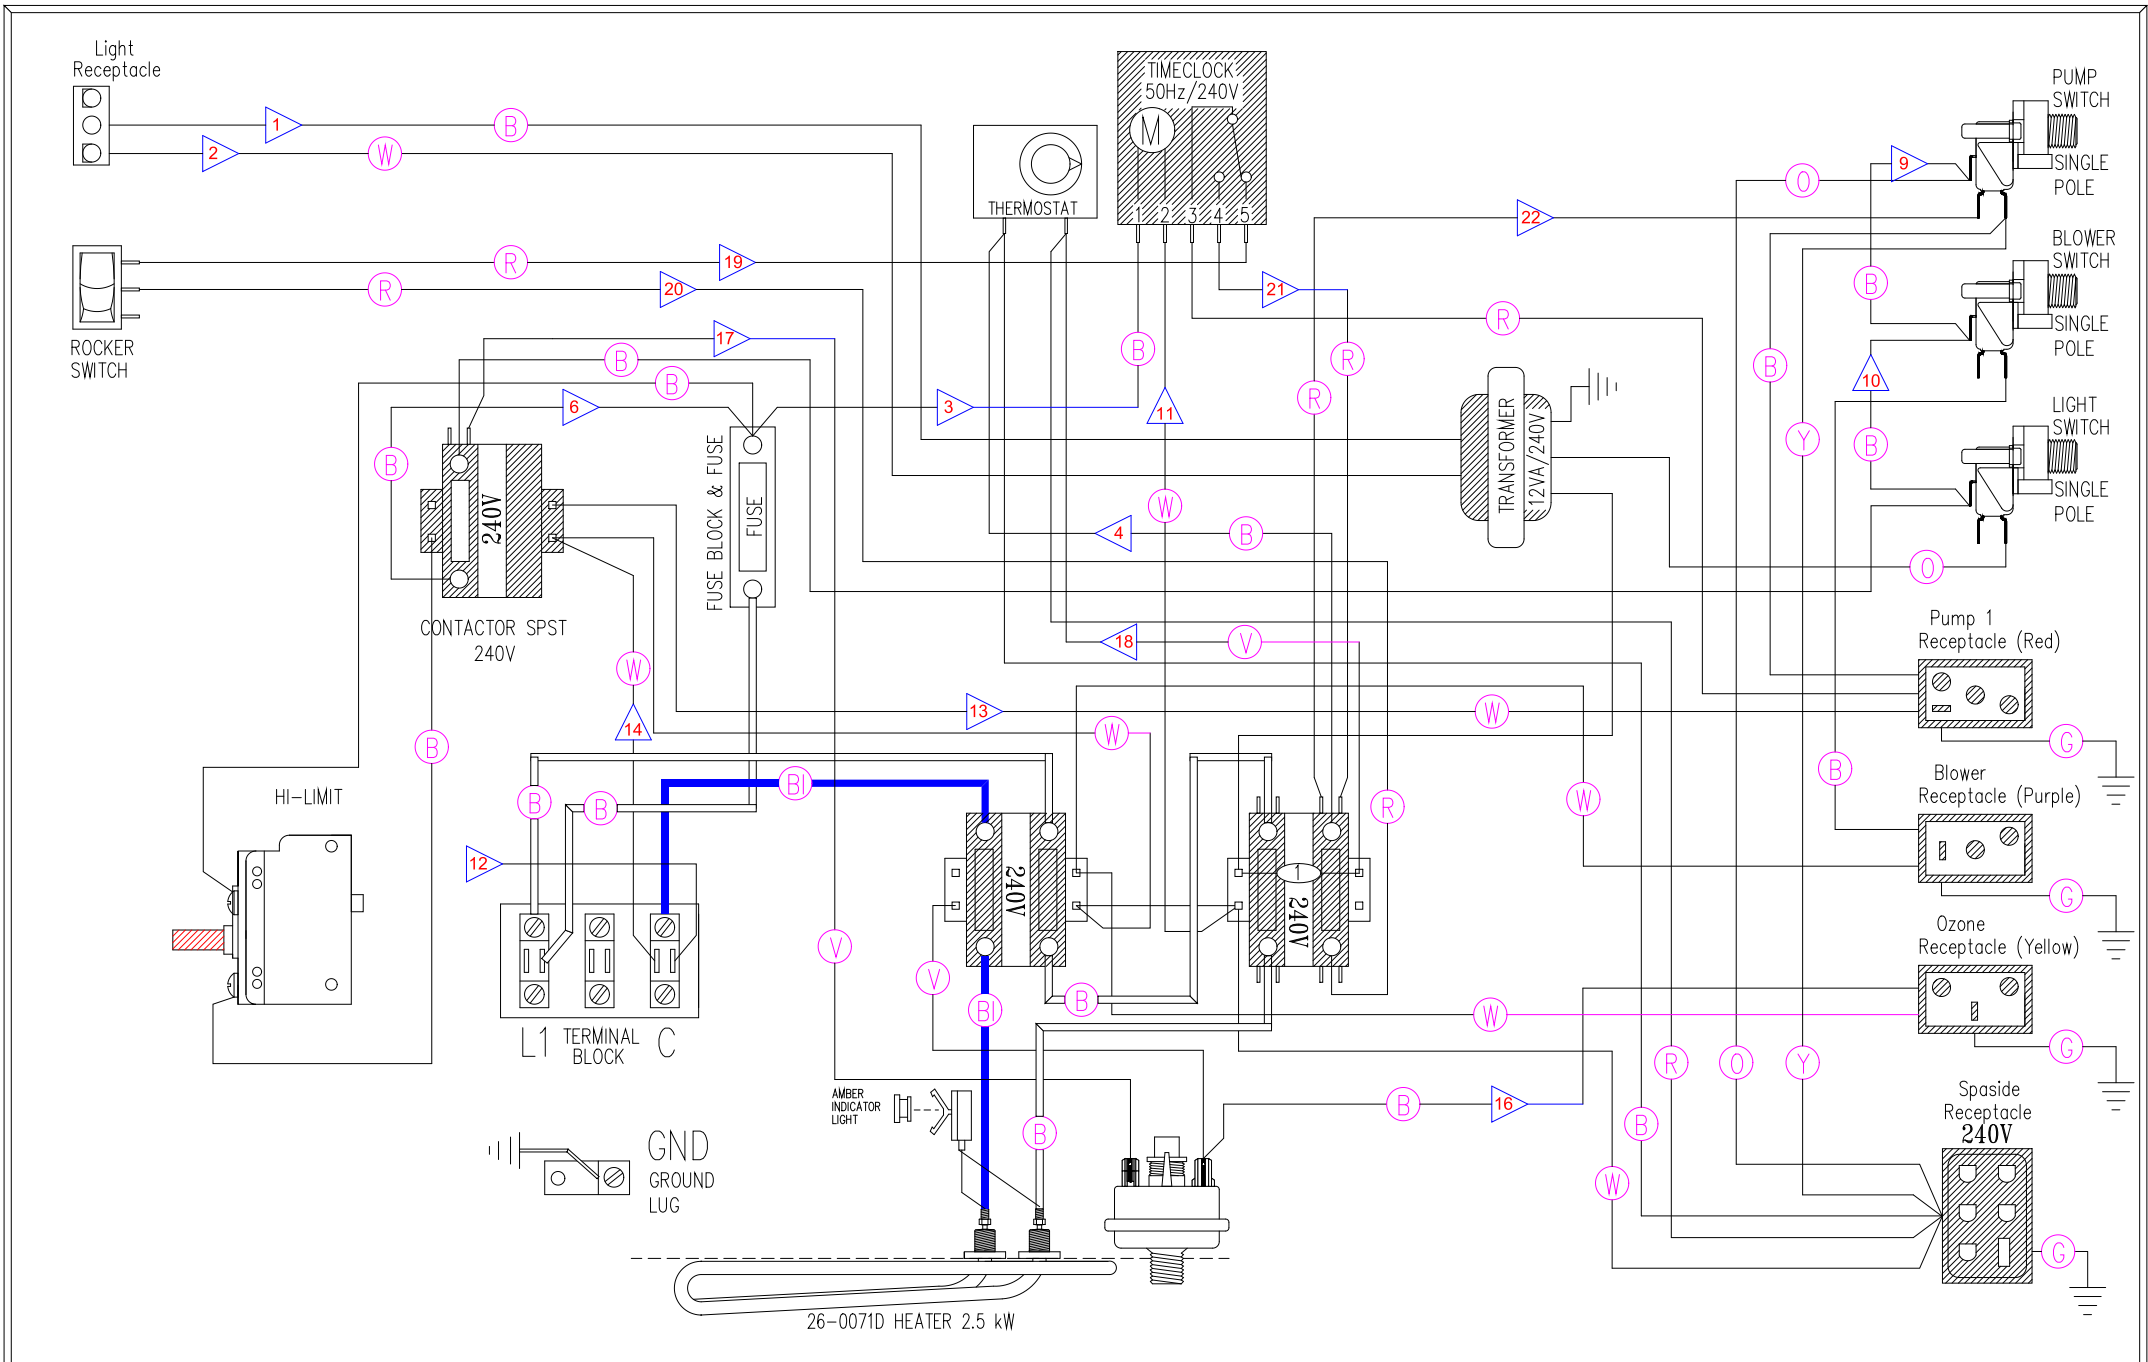 Light
Receptacle
1
B
2
W
TIMECLOCK
50Hz/240V
M
1 2 3 4 5
THERMOSTAT
PUMP
SWITCH
9
SINGLE
POLE
O
22
BLOWER
SWITCH
B
SINGLE
POLE
ROCKER
SWITCH
R
19
R
20
21
17
B
B
R
B
R
B
6
3
11
10
R
TRANSFORMER
12VA/240V
LIGHT
SWITCH
SINGLE
POLE
Y
B
B
240V
CONTACTOR SPST
240V
FUSE BLOCK & FUSE
FUSE
W
4
B
O
18
V
W
14
13
W
W
B
Pump 1
Receptacle (Red)
G
HI-LIMIT
B
B
BI
W
R
B
Blower
Receptacle (Purple)
G
12
240V
1
240V
V
V
BI
B
W
L1
TERMINAL
BLOCK
C
Ozone
Receptacle (Yellow)
G
R
O
Y
AMBER
INDICATOR
LIGHT
B
B
16
B
W
Spaside
Receptacle
240V
G
GND
GROUND
LUG
26-0071D HEATER 2.5 kW